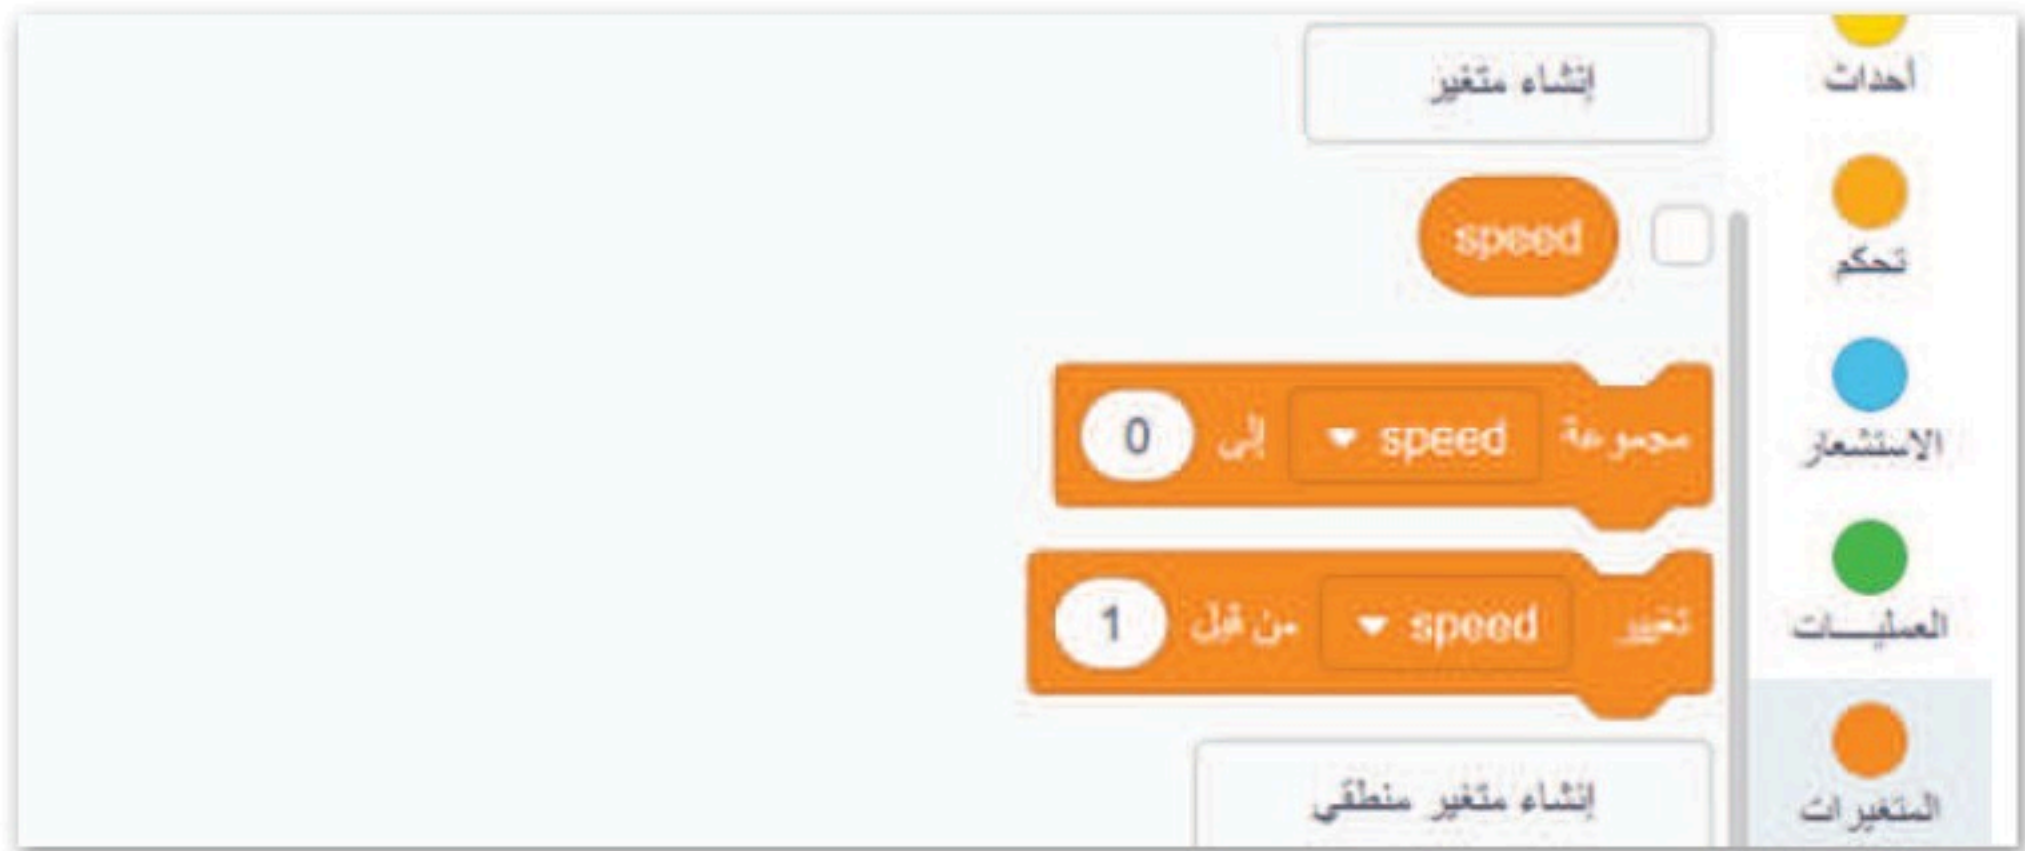 أحداث
تحكم
الاستشعار
العمليـــات
المتغيرات
إنشاء متغير
speed
مجموعة speed إلى 0
تغيير speed من قبل 1
إنشاء متغير منطقي